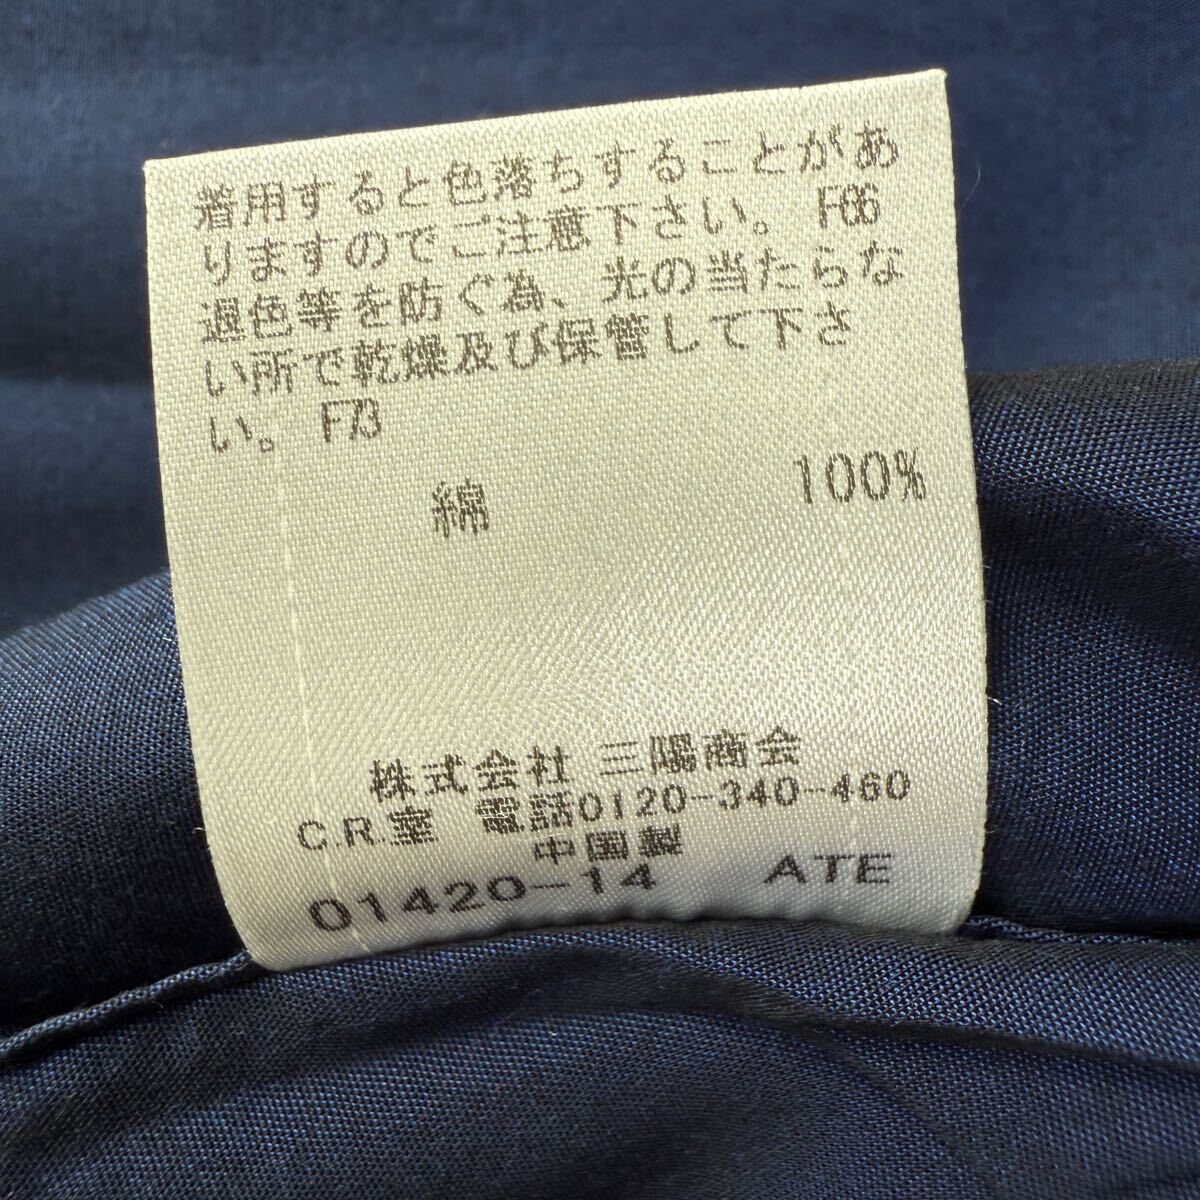 着用すると色落ちすることがあ
りますのでご注意下さい。 F66
退色等を防ぐ為、光の当たらな
い所で乾燥及び保管して下さ
い。 F73
綿 100%
株式会社 三陽商会
C.R.室 電話0120-340-460
中国製
01420-14 ATE